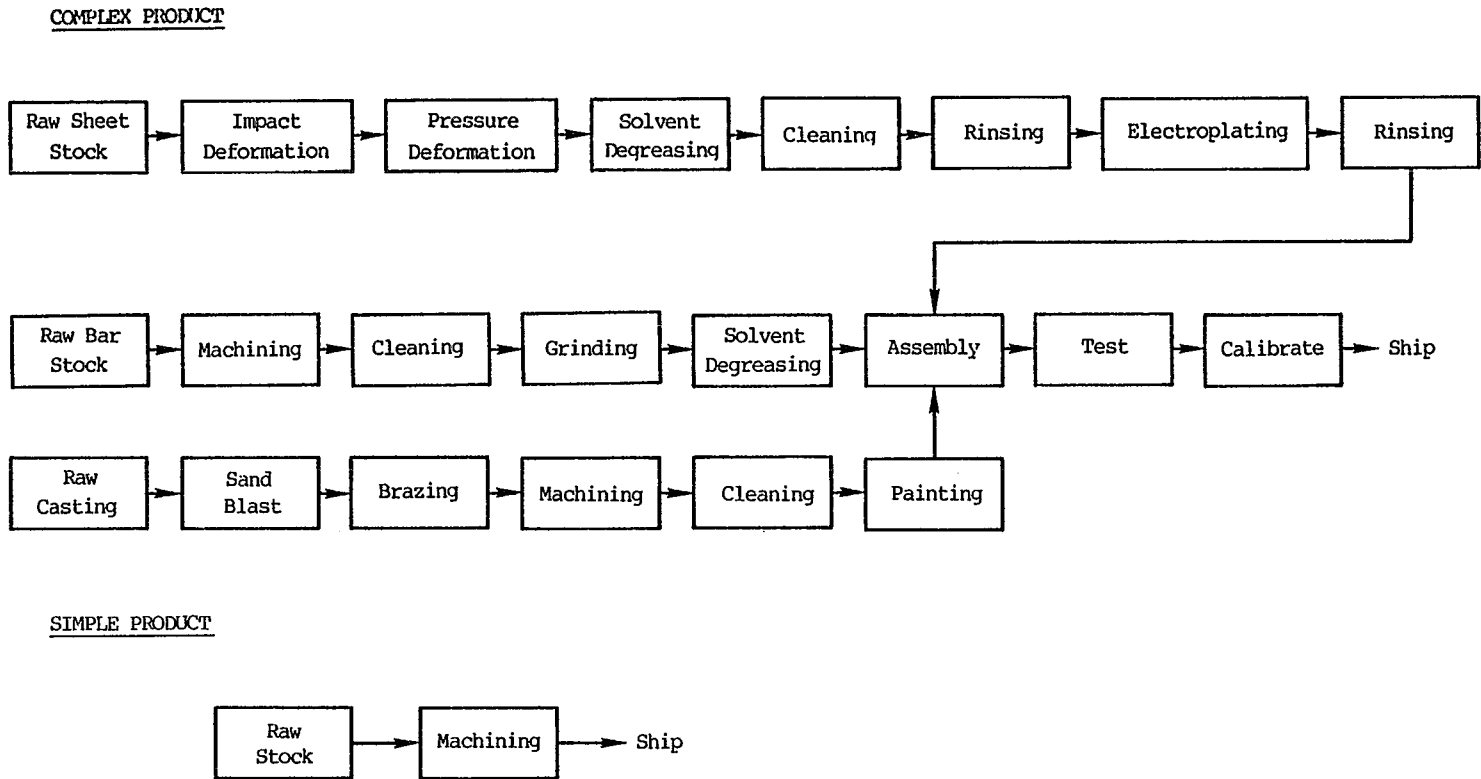 COMPLEX PRODUCT
Raw Sheet
Stock
Impact
Deformation
Pressure
Deformation
Solvent
Degreasing
Cleaning
Rinsing
Electroplating
Rinsing
Raw Bar
Stock
Machining
Cleaning
Grinding
Solvent
Degreasing
Assembly
Test
Calibrate
Ship
Raw
Casting
Sand
Blast
Brazing
Machining
Cleaning
Painting
SIMPLE PRODUCT
Raw
Stock
Machining
Ship